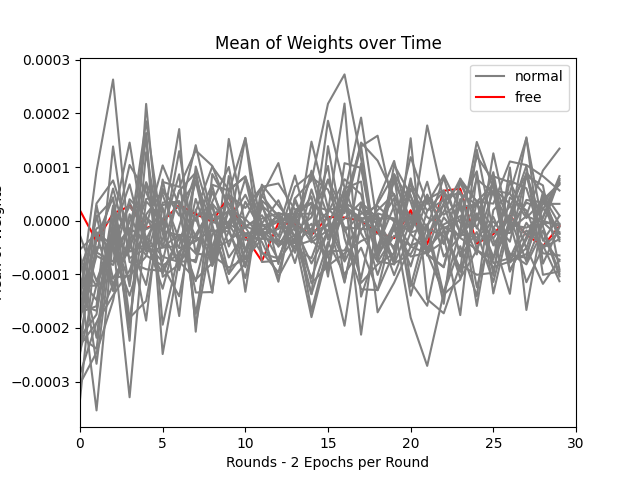 Mean of Weights over Time
normal
free
0.0003
0.0002
0.0001
0.0000
−0.0001
−0.0002
−0.0003
0 5 10 15 20 25 30
Rounds - 2 Epochs per Round